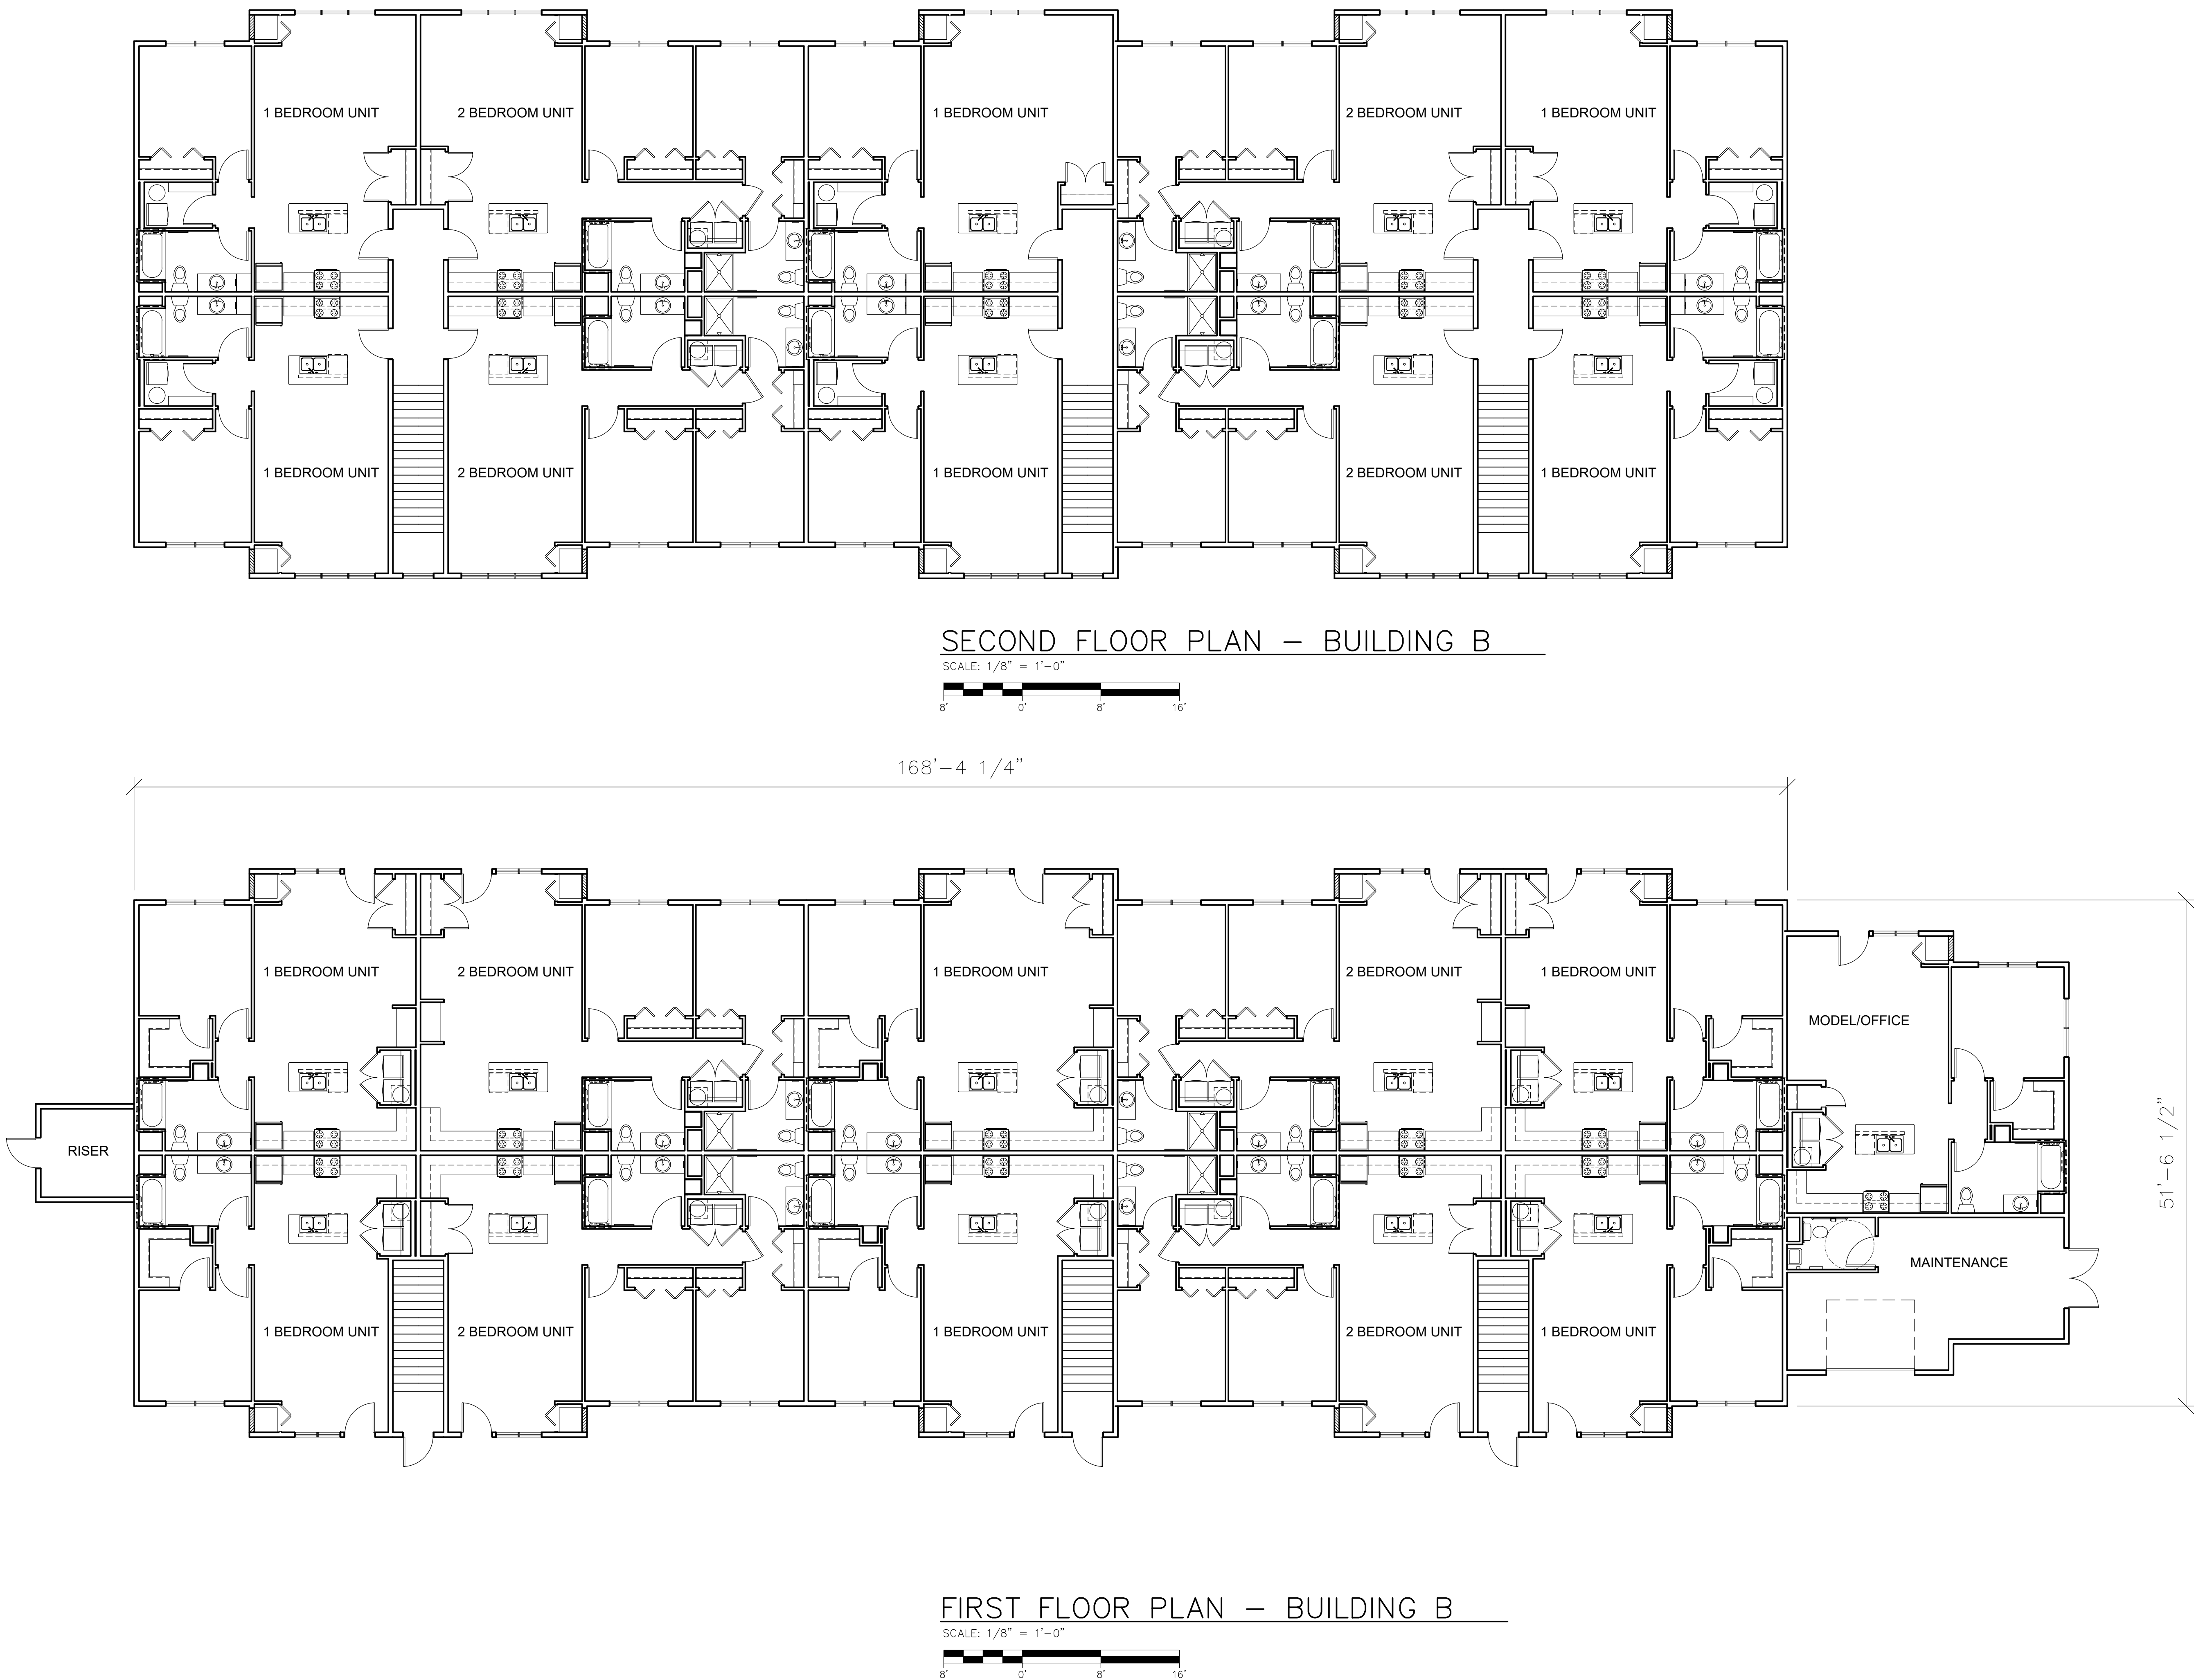 1 BEDROOM UNIT 2 BEDROOM UNIT 1 BEDROOM UNIT 2 BEDROOM UNIT 1 BEDROOM UNIT
1 BEDROOM UNIT 2 BEDROOM UNIT 1 BEDROOM UNIT 2 BEDROOM UNIT 1 BEDROOM UNIT
SECOND FLOOR PLAN – BUILDING B
SCALE: 1/8" = 1'-0"
8' 0' 8' 16'
168'-4 1/4"
1 BEDROOM UNIT 2 BEDROOM UNIT 1 BEDROOM UNIT 2 BEDROOM UNIT 1 BEDROOM UNIT
MODEL/OFFICE
RISER
51'-6 1/2"
MAINTENANCE
1 BEDROOM UNIT 2 BEDROOM UNIT 1 BEDROOM UNIT 2 BEDROOM UNIT 1 BEDROOM UNIT
FIRST FLOOR PLAN – BUILDING B
SCALE: 1/8" = 1'-0"
8' 0' 8' 16'